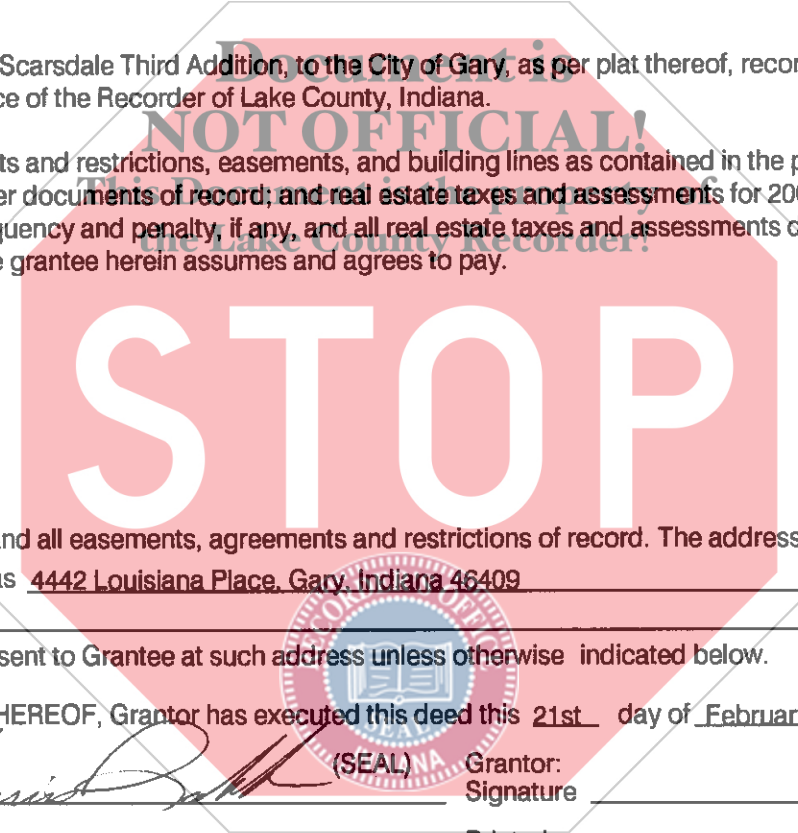 Scarsdale Third Addition, to the City of Gary, as per plat thereof, recor
ce of the Recorder of Lake County, Indiana.
Document is
NOT OFFICIAL!
This Document is the property of
the Lake County Recorder!
ts and restrictions, easements, and building lines as contained in the p
er documents of record; and real estate taxes and assessments for 200
quency and penalty, if any, and all real estate taxes and assessments o
e grantee herein assumes and agrees to pay.
STOP
nd all easements, agreements and restrictions of record. The address
as 4442 Louisiana Place, Gary, Indiana 46409
sent to Grantee at such address unless otherwise indicated below.
HEREOF, Grantor has executed this deed this 21st day of Februar
(SEAL) Grantor:
Signature
SEAL
INDIANA